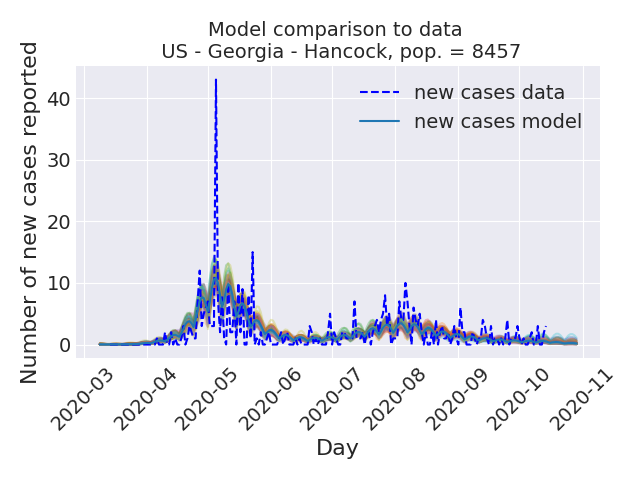 Model comparison to data
US - Georgia - Hancock, pop. = 8457
Number of new cases reported
40
30
20
10
0
new cases data
new cases model
2020-03
2020-04
2020-05
2020-06
2020-07
2020-08
2020-09
2020-10
2020-11
Day